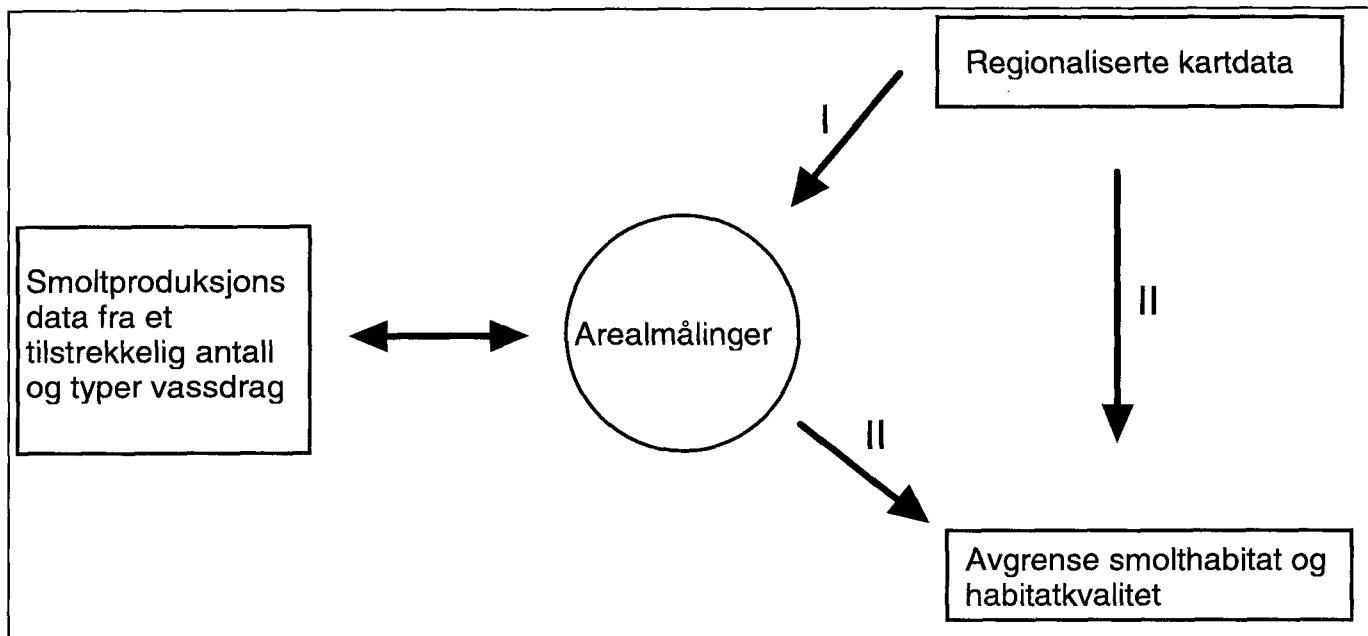 Regionaliserte kartdata
I
II
Smoltproduksjons
data fra et
tilstrekkelig antall
og typer vassdrag
Arealmålinger
II
Avgrense smolthabitat og
habitatkvalitet